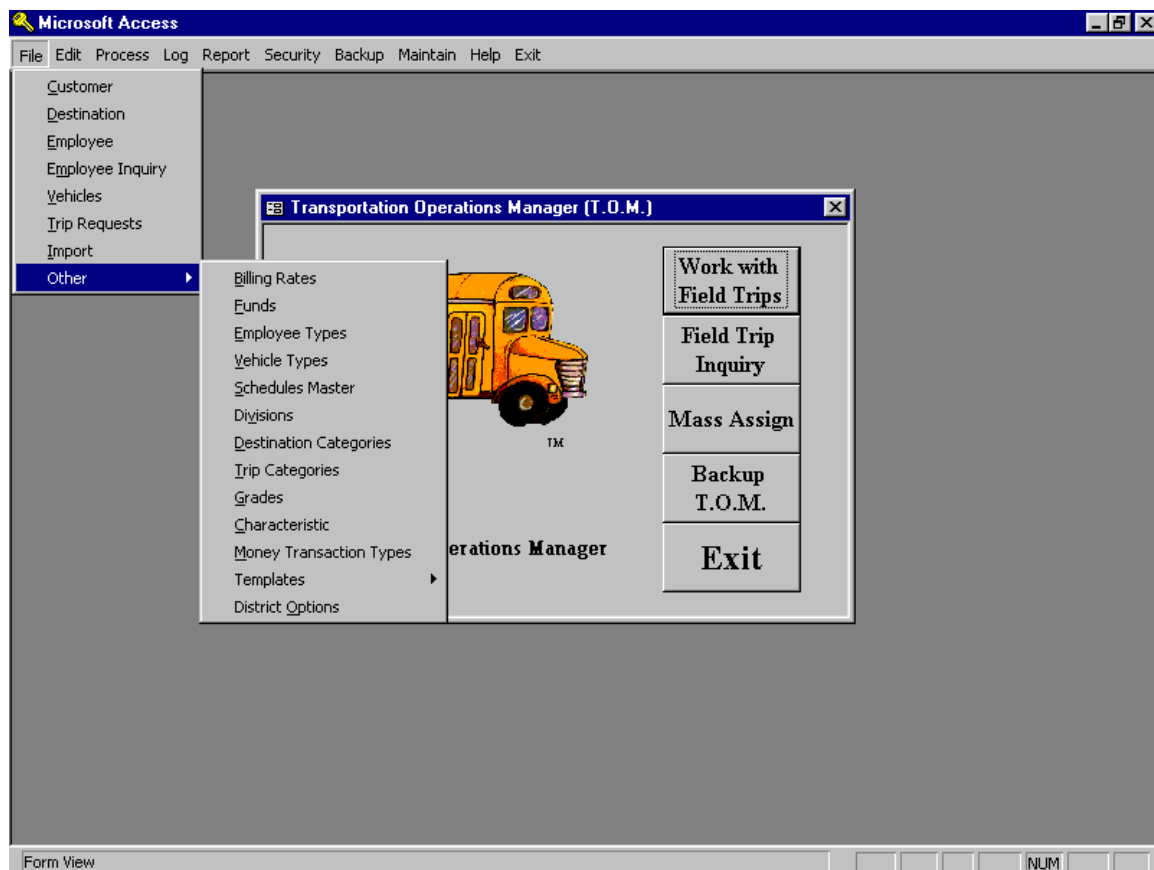 Microsoft Access
File Edit Process Log Report Security Backup Maintain Help Exit
Customer
Destination
Employee
Employee Inquiry
Vehicles
Trip Requests
Import
Other
Billing Rates
Funds
Employee Types
Vehicle Types
Schedules Master
Divisions
Destination Categories
Trip Categories
Grades
Characteristic
Money Transaction Types
Templates
District Options
Transportation Operations Manager (T.O.M.)
TM
erations Manager
Work with
Field Trips
Field Trip
Inquiry
Mass Assign
Backup
T.O.M.
Exit
Form View
NUM